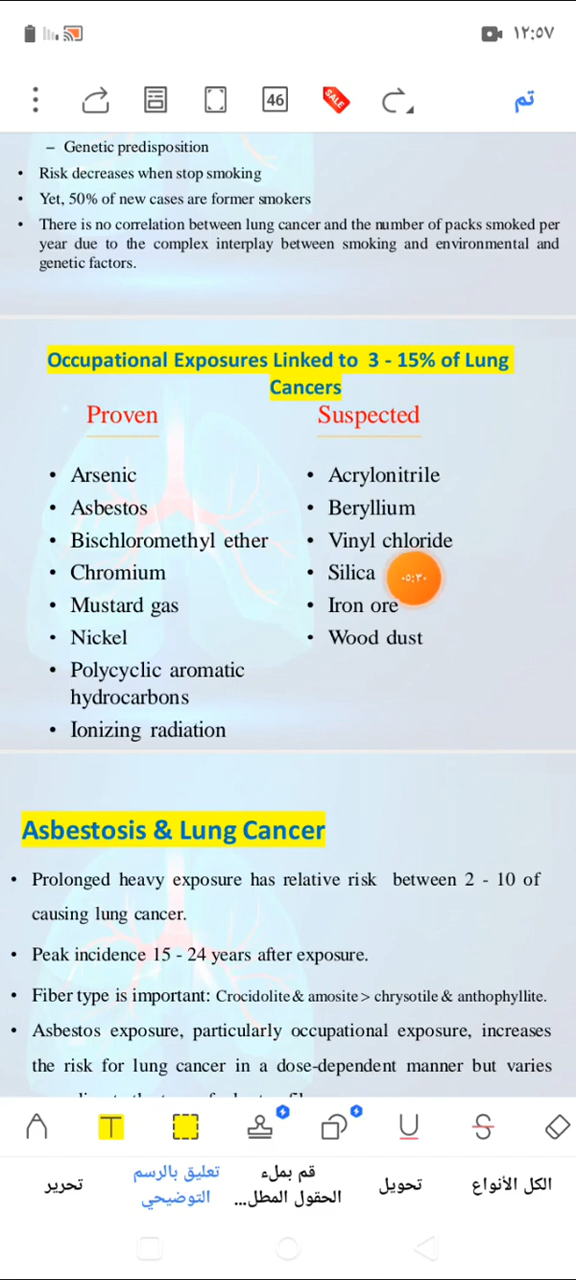 ١٢:٥٧
46
SALE
تم
– Genetic predisposition
• Risk decreases when stop smoking
• Yet, 50% of new cases are former smokers
• There is no correlation between lung cancer and the number of packs smoked per
year due to the complex interplay between smoking and environmental and
genetic factors.
Occupational Exposures Linked to 3 - 15% of Lung
Cancers
Proven
• Arsenic
• Asbestos
• Bischloromethyl ether
• Chromium
• Mustard gas
• Nickel
• Polycyclic aromatic
hydrocarbons
• Ionizing radiation
Suspected
• Acrylonitrile
• Beryllium
• Vinyl chloride
• Silica
• Iron ore
• Wood dust
٠٥:٣٠
Asbestosis & Lung Cancer
• Prolonged heavy exposure has relative risk between 2 - 10 of
causing lung cancer.
• Peak incidence 15 - 24 years after exposure.
• Fiber type is important: Crocidolite & amosite > chrysotile & anthophyllite.
• Asbestos exposure, particularly occupational exposure, increases
the risk for lung cancer in a dose-dependent manner but varies
T
U
S
الكل الأنواع
تحويل
قم بملء
الحقول المطل...
تعليق بالرسم
التوضيحي
تحرير